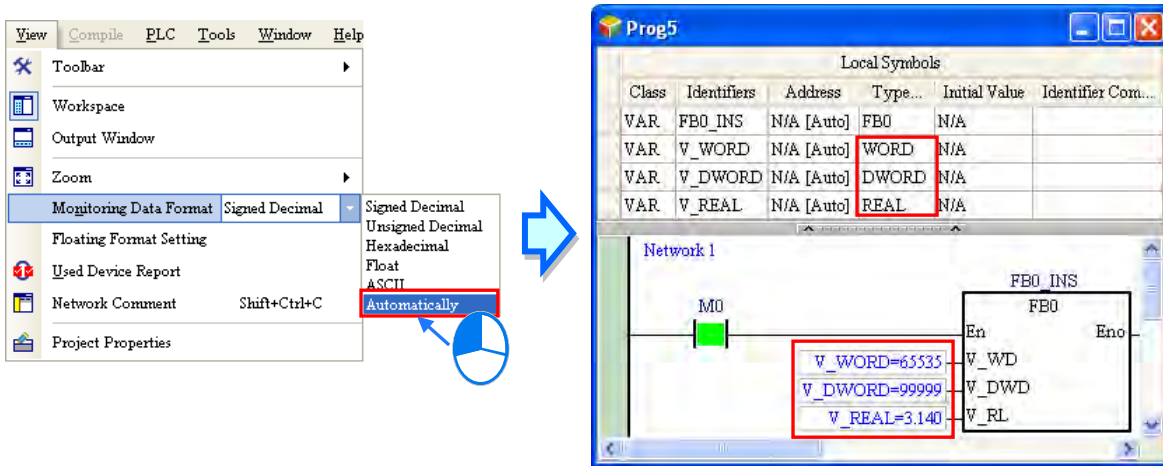 View Compile PLC Tools Window Help
Toolbar
Workspace
Output Window
Zoom
Monitoring Data Format Signed Decimal
Floating Format Setting
Used Device Report
Network Comment Shift+Ctrl+C
Project Properties
Signed Decimal
Unsigned Decimal
Hexadecimal
Float
ASCII
Automatically
Prog5
Local Symbols
Class Identifiers Address Type... Initial Value Identifier Com...
VAR FB0_INS N/A [Auto] FB0 N/A
VAR V_WORD N/A [Auto] WORD N/A
VAR V_DWORD N/A [Auto] DWORD N/A
VAR V_REAL N/A [Auto] REAL N/A
Network 1
FB0_INS
M0 FB0
En Eno
V_WORD=65535 V_WD
V_DWORD=99999 V_DWD
V_REAL=3.140 V_RL